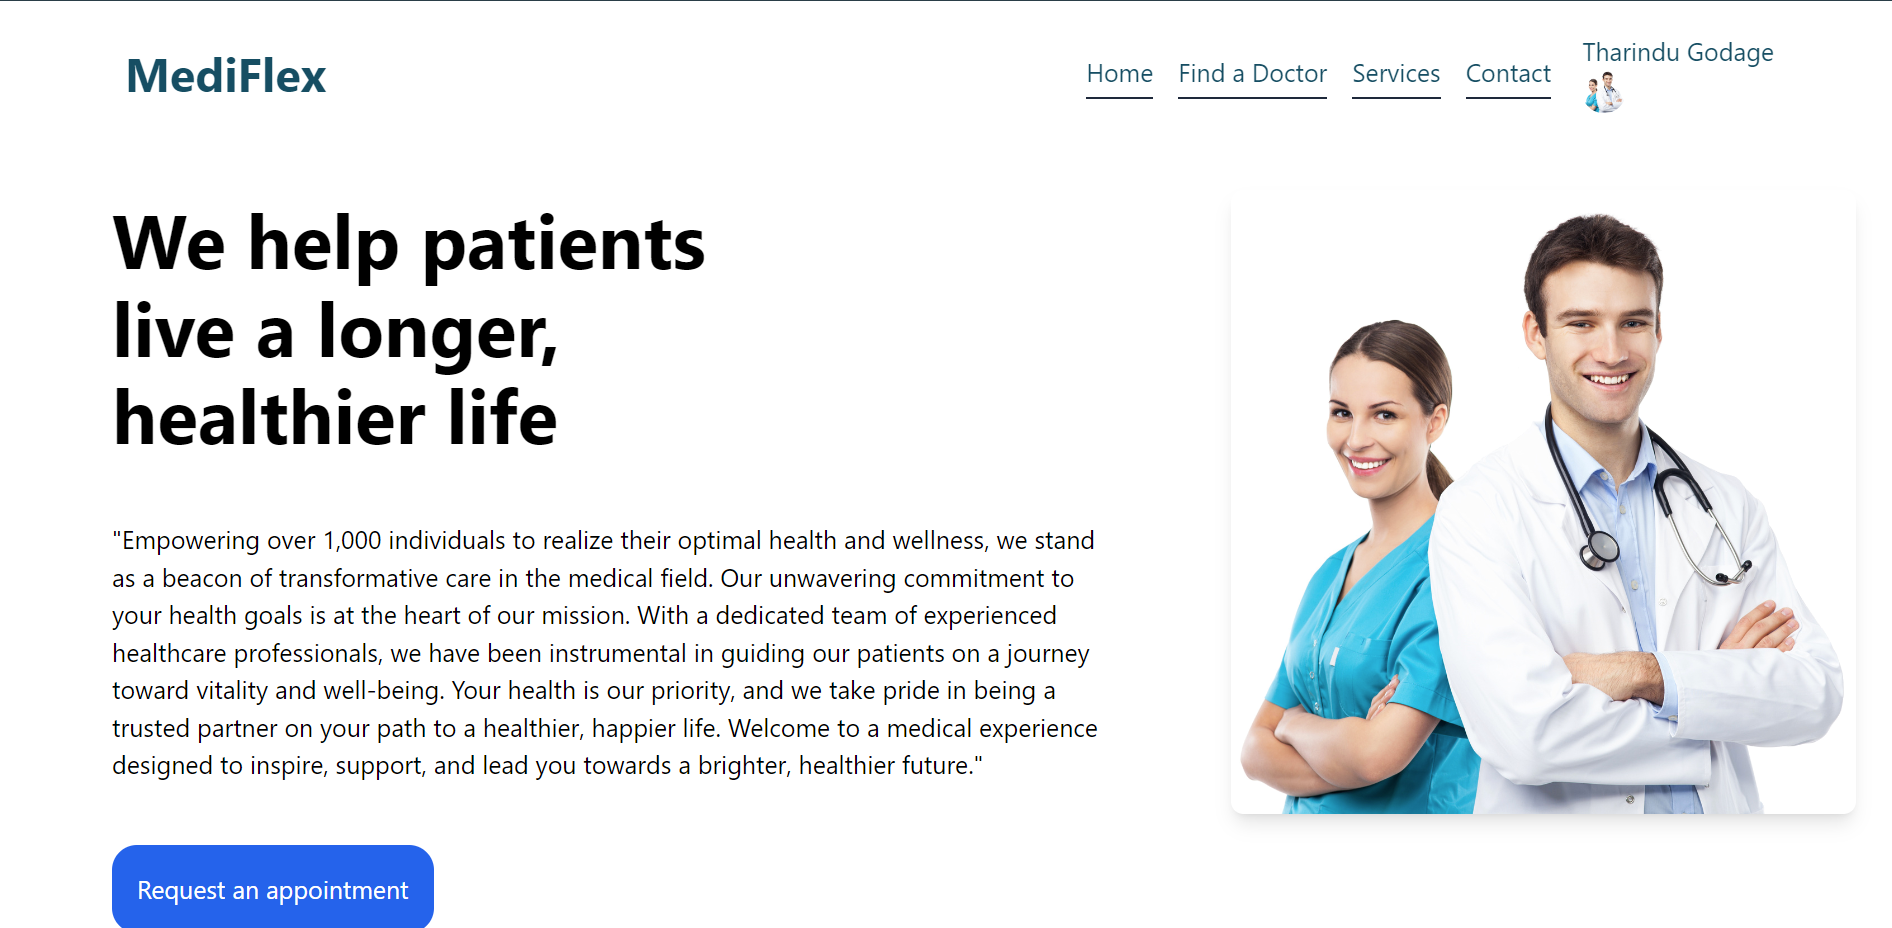 MediFlex
Home
Find a Doctor
Services
Contact
Tharindu Godage
We help patients
live a longer,
healthier life
"Empowering over 1,000 individuals to realize their optimal health and wellness, we stand
as a beacon of transformative care in the medical field. Our unwavering commitment to
your health goals is at the heart of our mission. With a dedicated team of experienced
healthcare professionals, we have been instrumental in guiding our patients on a journey
toward vitality and well-being. Your health is our priority, and we take pride in being a
trusted partner on your path to a healthier, happier life. Welcome to a medical experience
designed to inspire, support, and lead you towards a brighter, healthier future."
Request an appointment